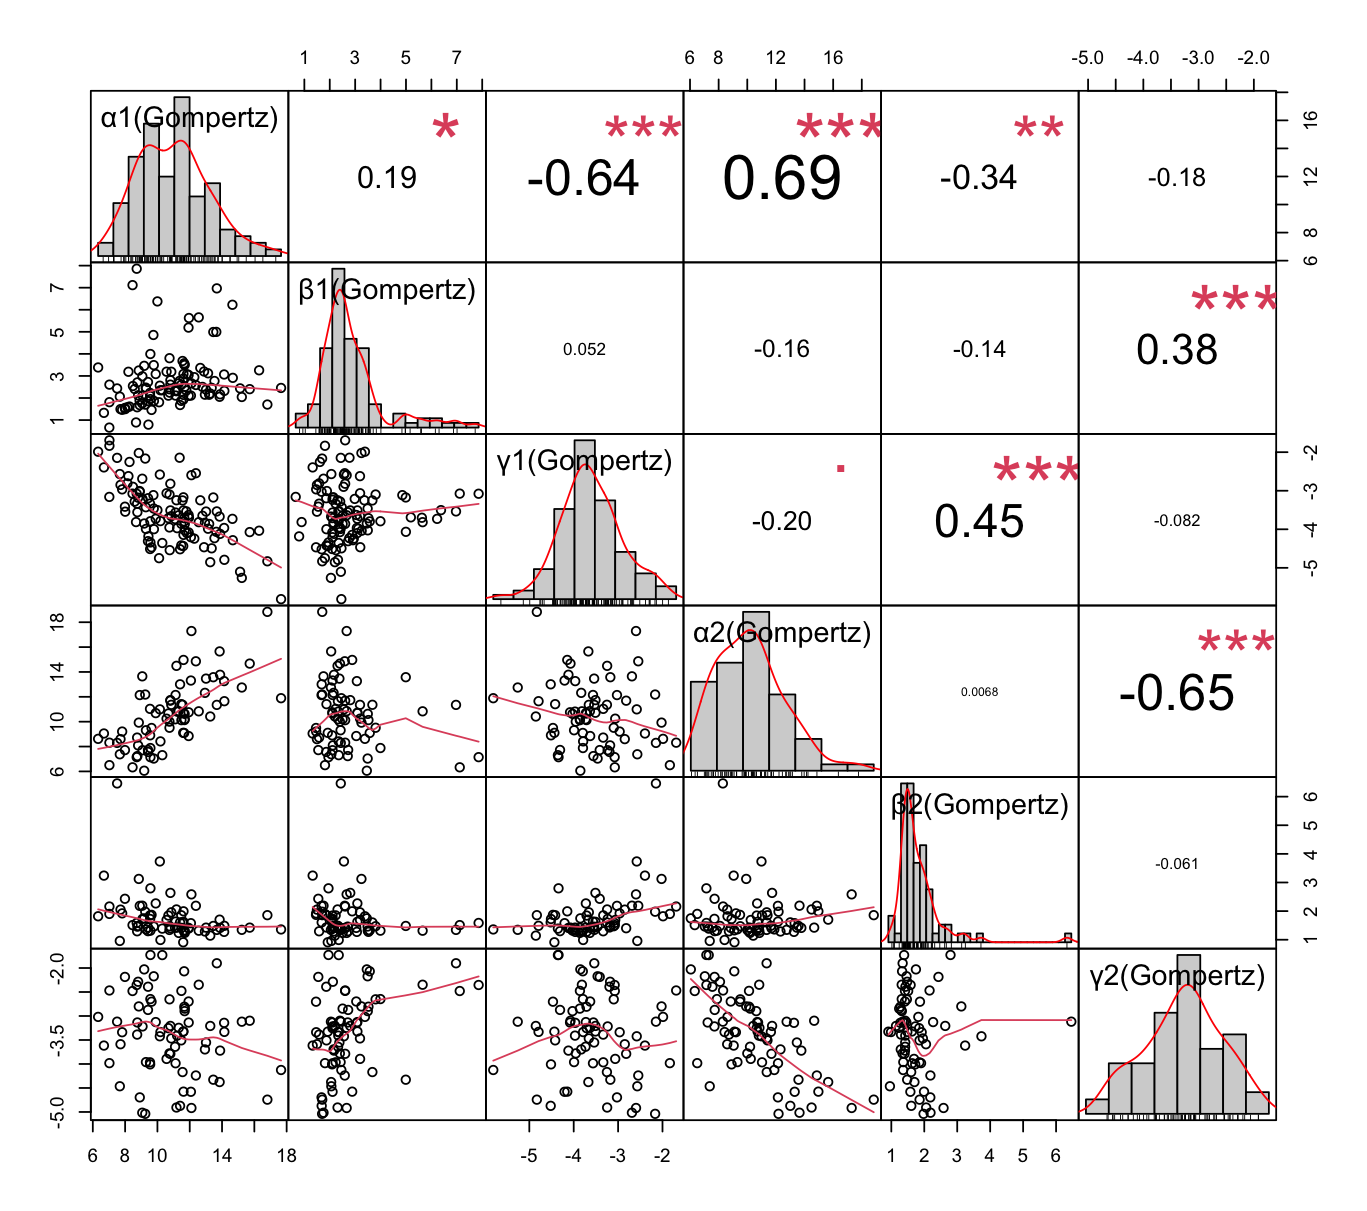 1 3 5 7 6 8 12 16 -5.0 -4.0 -3.0 -2.0
α1(Gompertz) * *** *** **
0.19 -0.64 0.69 -0.34 -0.18
16
12
8
6
β1(Gompertz) ***
0.052 -0.16 -0.14 0.38
7
5
3
1
γ1(Gompertz) . ***
-0.20 0.45 -0.082
-2
-3
-4
-5
α2(Gompertz) ***
0.0068 -0.65
18
14
10
6
β2(Gompertz)
-0.061
6
5
4
3
2
1
γ2(Gompertz)
-2.0
-3.5
-5.0
6 8 10 14 18 -5 -4 -3 -2 1 2 3 4 5 6